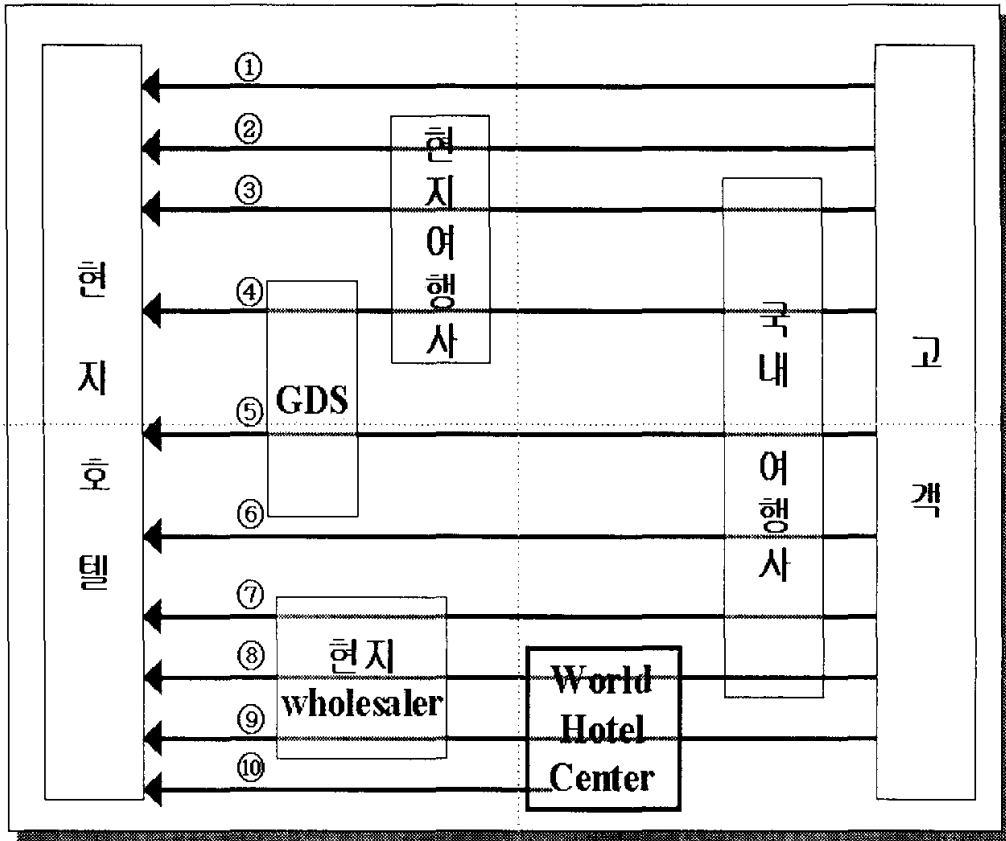 ①
②
③
④
⑤
⑥
⑦
⑧
⑨
⑩
현지호텔
현지여행사
GDS
현지
wholesaler
World
Hotel
Center
국내여행사
고객